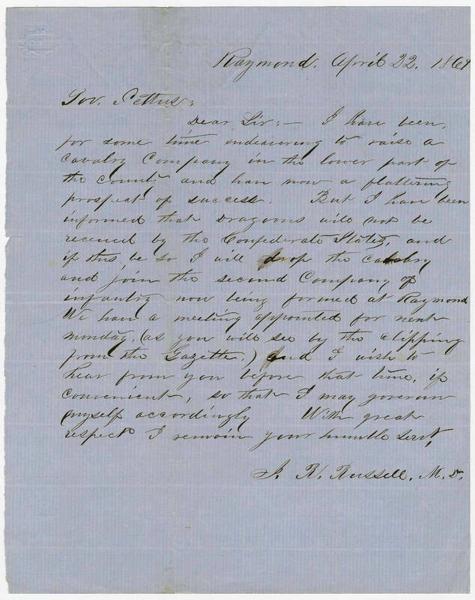 Raymond. April 22. 1861
Gov. Pettus;
Dear Sir:- I have been,
for some time endeavoring to raise a
Cavalry Company in the lower part of
the county and have now a flattering
prospect of success. But I have been
informed that Dragoons will not be
received by the Confederate States, and
if this be so I will drop the cavalry
and join the second Company of
infantry now being formed at Raymond
We have a meeting appointed for next
Monday, (as you will see by the clipping
from the Gazette.) and I wish to
hear from you before that time, if
convenient, so that I may govern
myself accordingly With great
respect I remain your humble servt,
R. Russell, M. D.